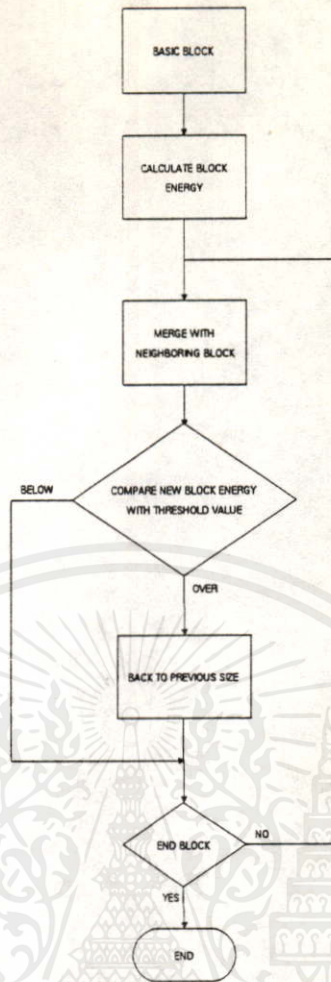 BASIC BLOCK
CALCULATE BLOCK
ENERGY
MERGE WITH
NEIGHBORING BLOCK
COMPARE NEW BLOCK ENERGY
WITH THRESHOLD VALUE
BELOW
OVER
BACK TO PREVIOUS SIZE
END BLOCK
NO
YES
END